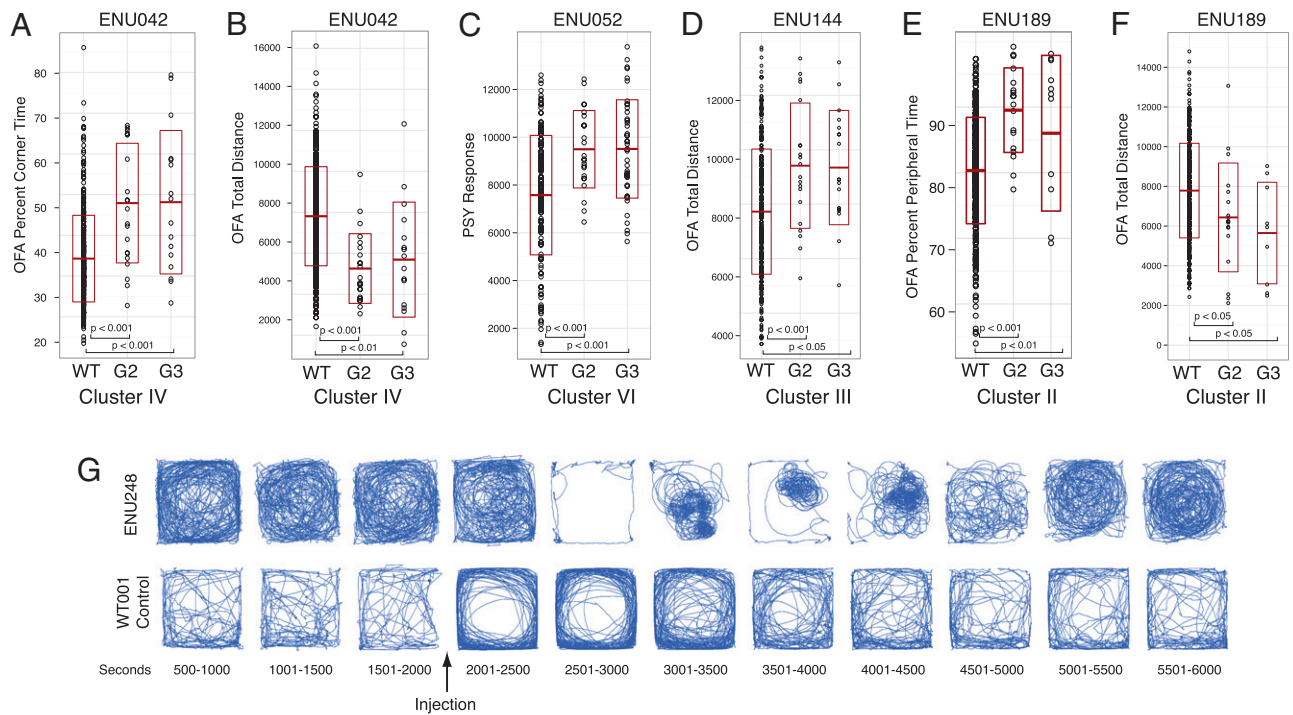 A
ENU042
OFA Percent Corner Time
80
70
60
50
40
30
20
p < 0.001
p < 0.001
WT G2 G3
Cluster IV
B
ENU042
OFA Total Distance
16000
14000
12000
10000
8000
6000
4000
2000
p < 0.001
p < 0.01
WT G2 G3
Cluster IV
C
ENU052
PSY Response
12000
10000
8000
6000
4000
2000
p < 0.001
p < 0.001
WT G2 G3
Cluster VI
D
ENU144
OFA Total Distance
12000
10000
8000
6000
4000
p < 0.001
p < 0.05
WT G2 G3
Cluster III
E
ENU189
OFA Percent Peripheral Time
90
80
70
60
p < 0.001
p < 0.01
WT G2 G3
Cluster II
F
ENU189
OFA Total Distance
14000
12000
10000
8000
6000
4000
2000
0
p < 0.05
p < 0.05
WT G2 G3
Cluster II
G
ENU248
WT001
Control
Seconds 500-1000 1001-1500 1501-2000 2001-2500 2501-3000 3001-3500 3501-4000 4001-4500 4501-5000 5001-5500 5501-6000
Injection